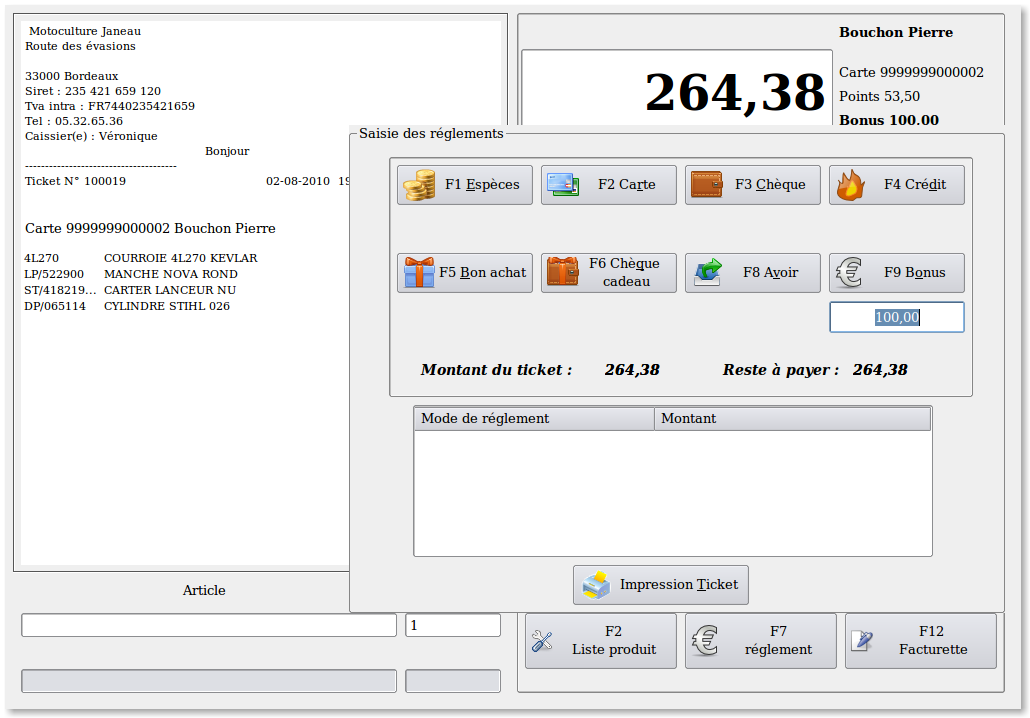 Motoculture Janeau
Route des évasions
33000 Bordeaux
Siret : 235 421 659 120
Tva intra : FR7440235421659
Tel : 05.32.65.36
Caissier(e) : Véronique
Bonjour
-------------------------------------
Ticket N° 100019 02-08-2010 19
Carte 9999999000002 Bouchon Pierre
4L270 COURROIE 4L270 KEVLAR
LP/522900 MANCHE NOVA ROND
ST/418219... CARTER LANCEUR NU
DP/065114 CYLINDRE STIHL 026
264,38
Bouchon Pierre
Carte 9999999000002
Points 53,50
Bonus 100,00
Saisie des réglements
F1 Espèces
F2 Carte
F3 Chèque
F4 Crédit
F5 Bon achat
F6 Chèque
cadeau
F8 Avoir
F9 Bonus
100,00
Montant du ticket : 264,38 Reste à payer : 264,38
Mode de réglement Montant
Impression Ticket
Article
1
F2
Liste produit
F7
réglement
F12
Facturette